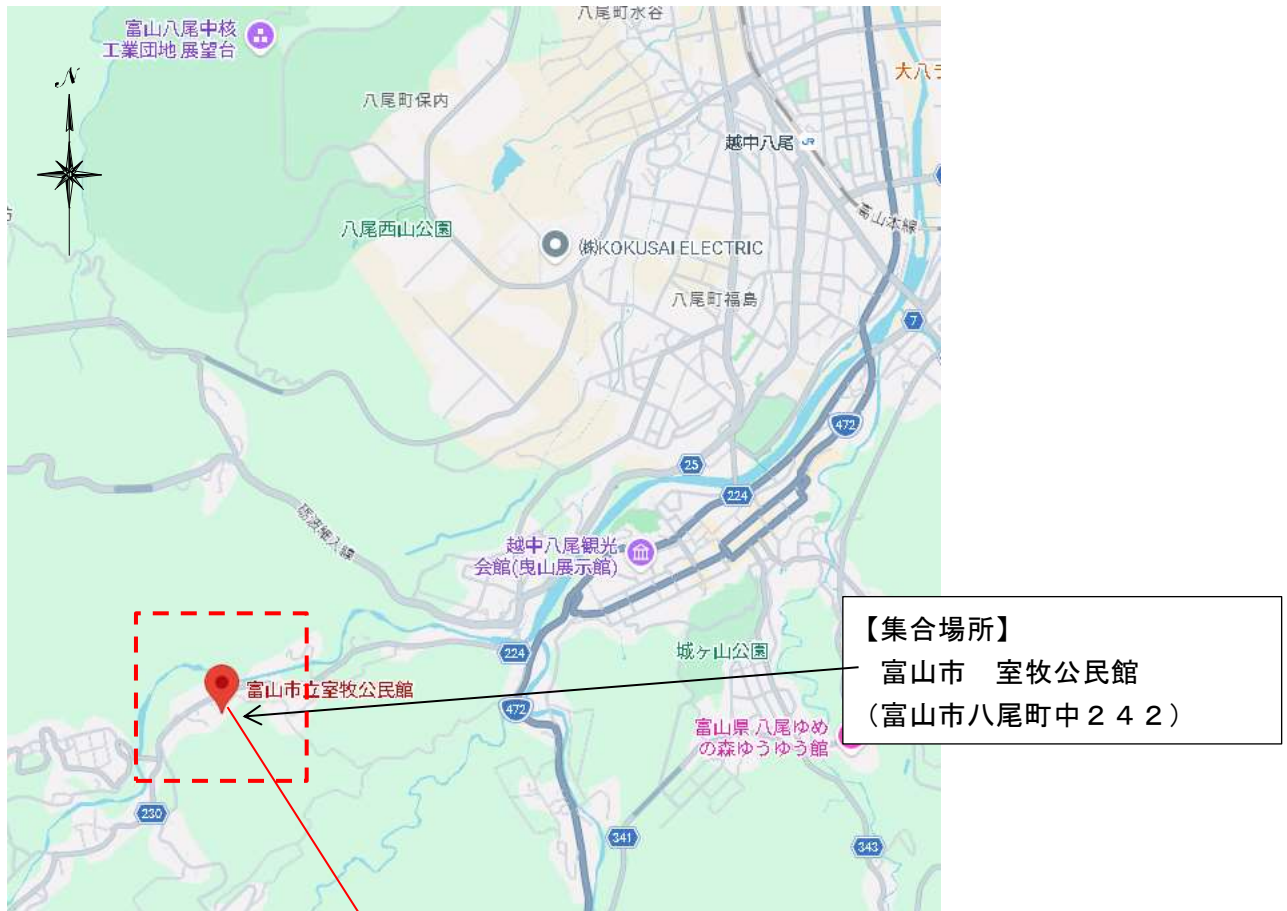 八尾町水谷
富山八尾中核
工業団地 展望台
N
大八
八尾町保内
越中八尾 JR
高山本線
八尾西山公園
(株)KOKUSAI ELECTRIC
八尾町福島
7
472
25
224
砺波細入線
越中八尾観光
会館(曳山展示館)
【集合場所】
富山市 室牧公民館
(富山市八尾町中242)
224
城ヶ山公園
富山市立室牧公民館
472
富山県 八尾ゆめ
の森ゆうゆう館
230
341
343